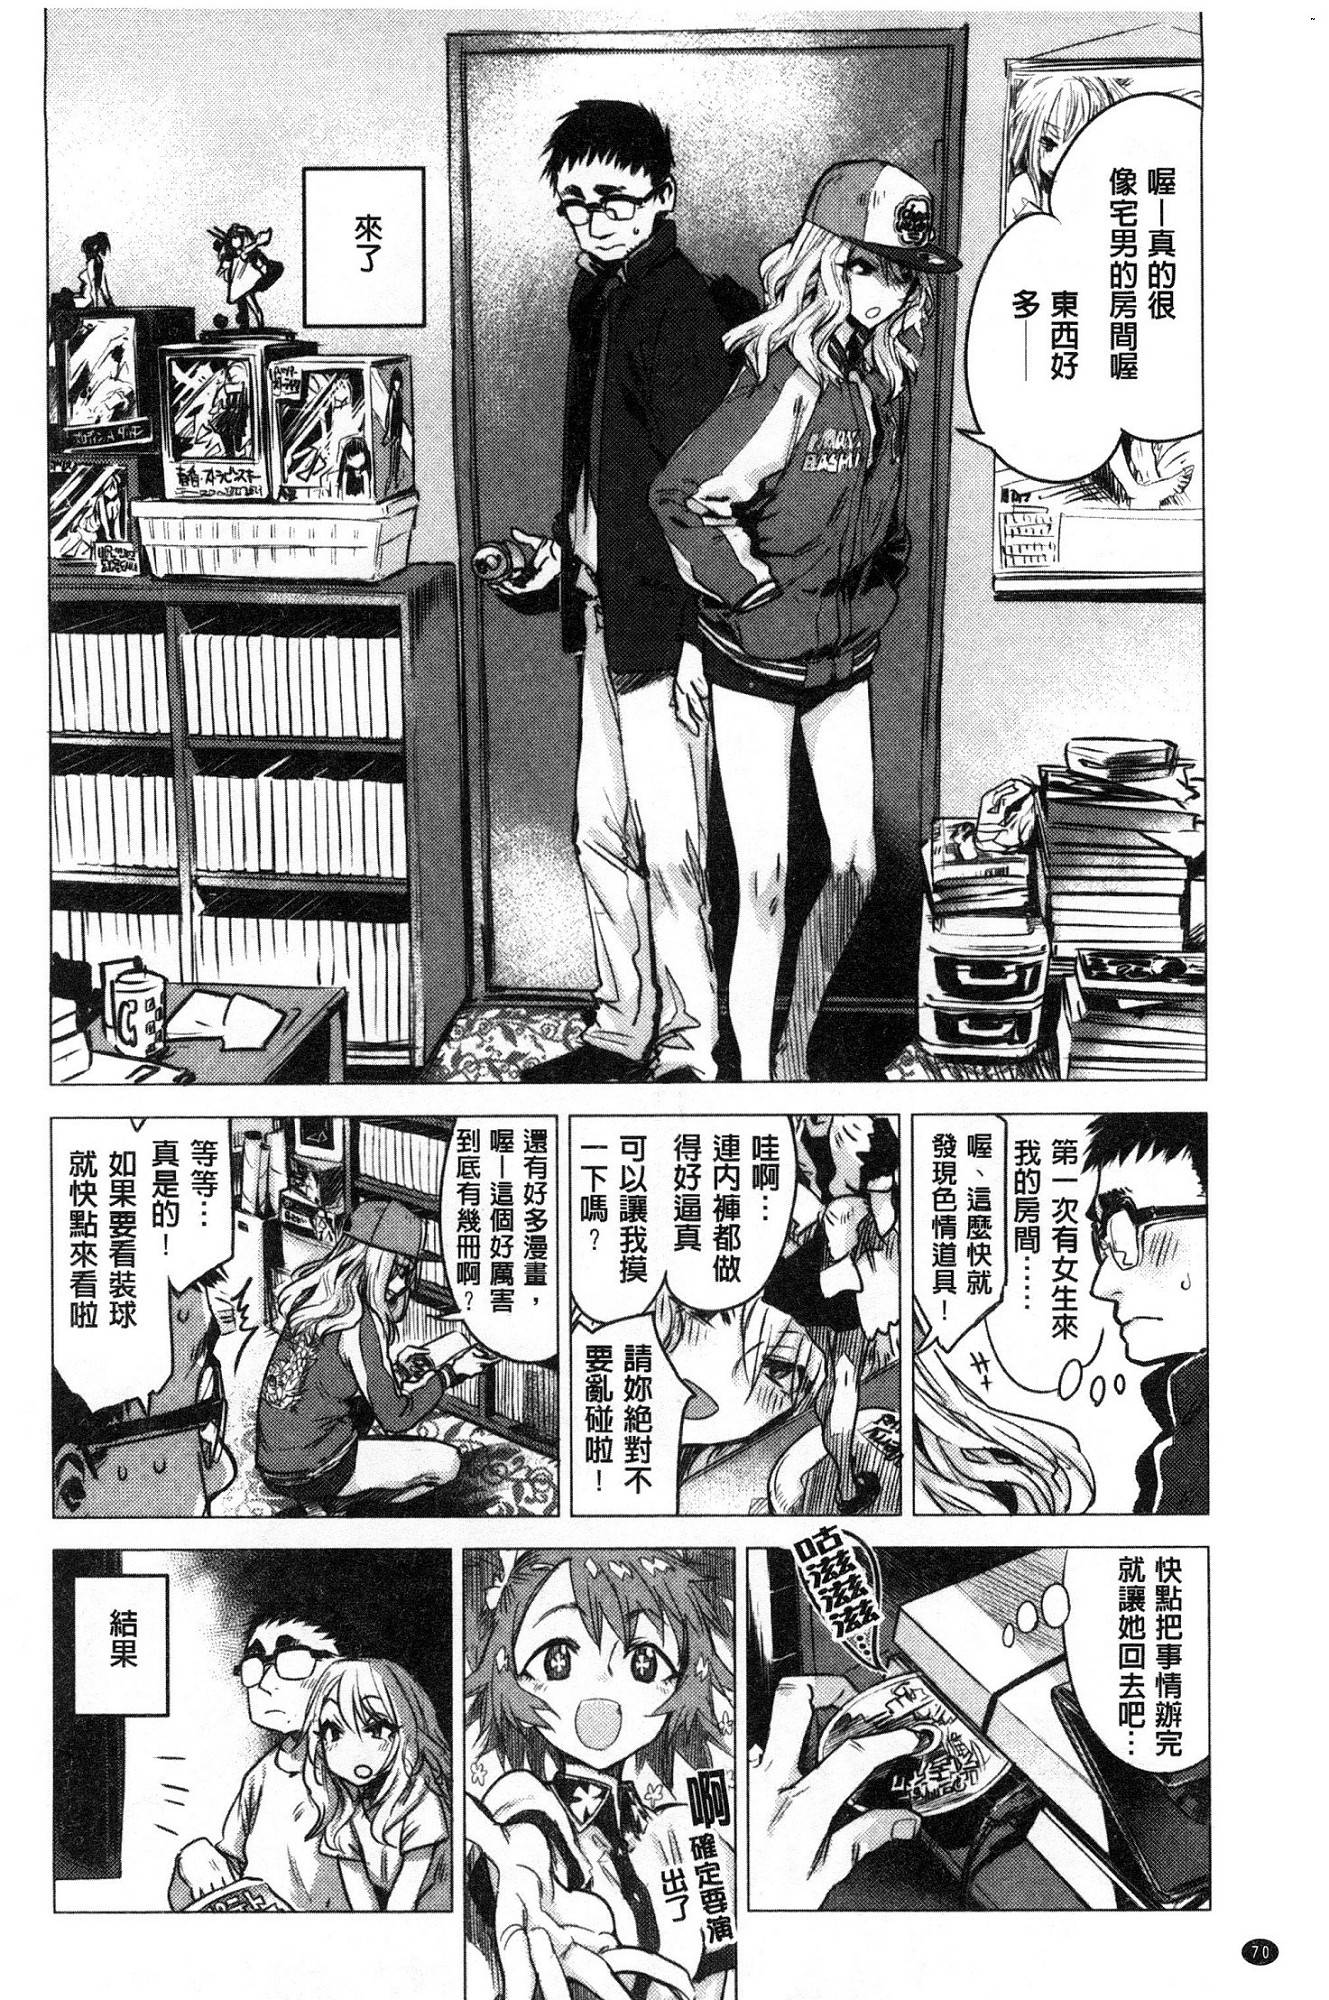 喔—真的很
像宅男的房間喔
東西好
多—
來了
第一次有女生來
我的房間……
喔、這麼快就
發現色情道具！
哇啊…
連內褲都做
得好逼真
可以讓我摸
一下嗎？
請妳絕對不
要亂碰啦！
還有好多漫畫，
喔—這個好厲害
到底有幾冊啊？
等等…
真是的！
如果要看裝球
就快點來看啦
快點把事情辦完
就讓她回去吧…
咕滋滋滋滋…
啊
確定要演
出了
結果
70